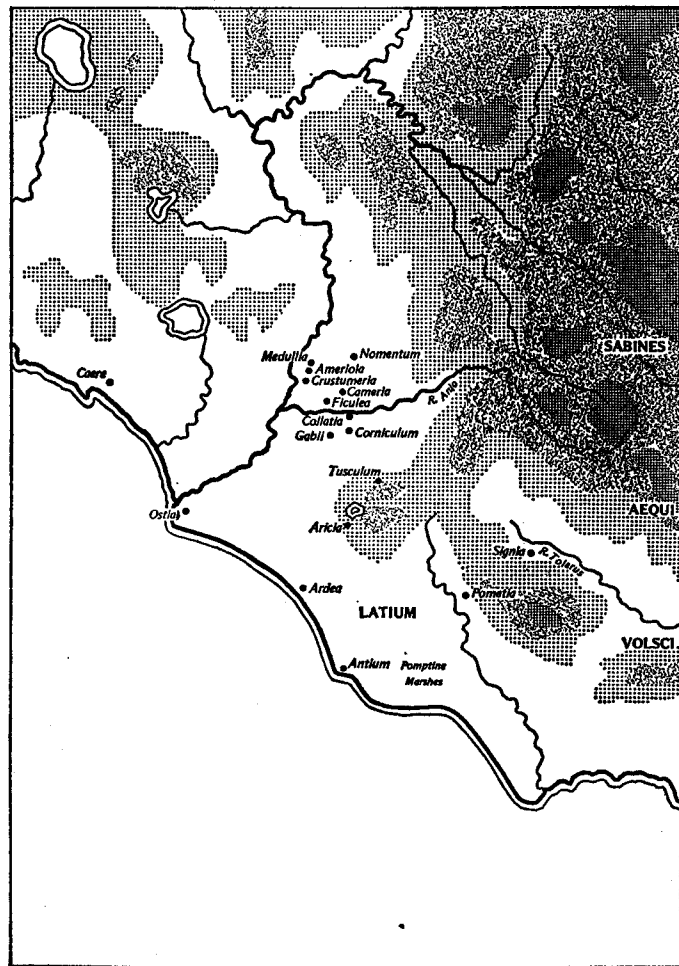 SABINES
Medullia
Nomentum
Ameriola
Caere
Crustumeria
Cameria
R. Anio
Ficulea
Collatia
Gabii
Corniculum
Tusculum
AEQUI
Ostia
Aricia
Signia
R. Tolerus
Ardea
Pometia
LATIUM
VOLSCI
Antium
Pomptine
Marshes